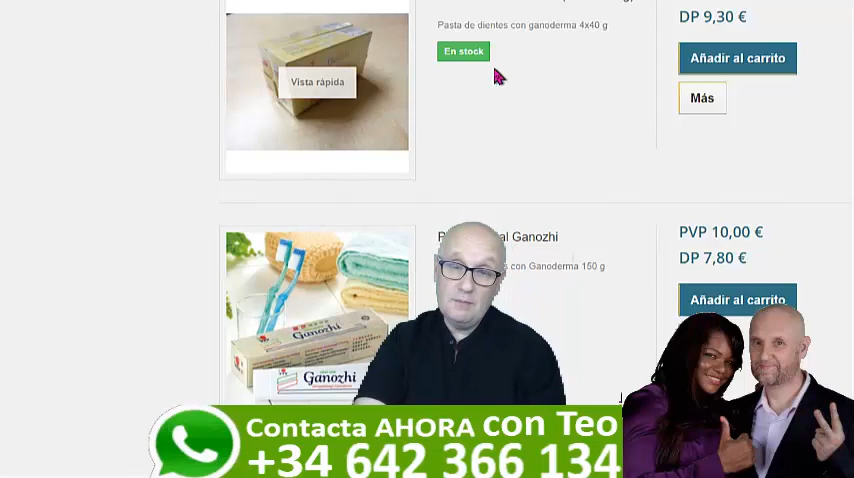 DP 9,30 €
Pasta de dientes con ganoderma 4x40 g
En stock
Añadir al carrito
Vista rápida
Más
Ganozhi
PVP 10,00 €
DP 7,80 €
con Ganoderma 150 g
Añadir al carrito
Ganozhi
Ganozhi
Contacta AHORA con Teo
+34 642 366 134